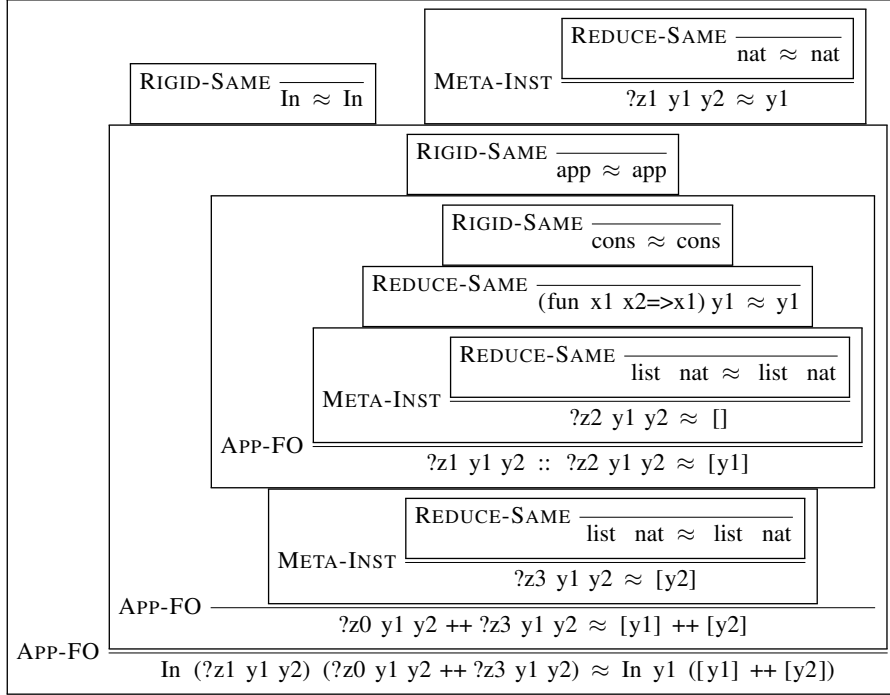 REDUCE-SAME
nat ≈ nat
RIGID-SAME
In ≈ In
META-INST
?z1 y1 y2 ≈ y1
RIGID-SAME
app ≈ app
RIGID-SAME
cons ≈ cons
REDUCE-SAME
(fun x1 x2=>x1) y1 ≈ y1
REDUCE-SAME
list nat ≈ list nat
META-INST
?z2 y1 y2 ≈ []
APP-FO
?z1 y1 y2 :: ?z2 y1 y2 ≈ [y1]
REDUCE-SAME
list nat ≈ list nat
META-INST
?z3 y1 y2 ≈ [y2]
APP-FO
?z0 y1 y2 ++ ?z3 y1 y2 ≈ [y1] ++ [y2]
APP-FO
In (?z1 y1 y2) (?z0 y1 y2 ++ ?z3 y1 y2) ≈ In y1 ([y1] ++ [y2])